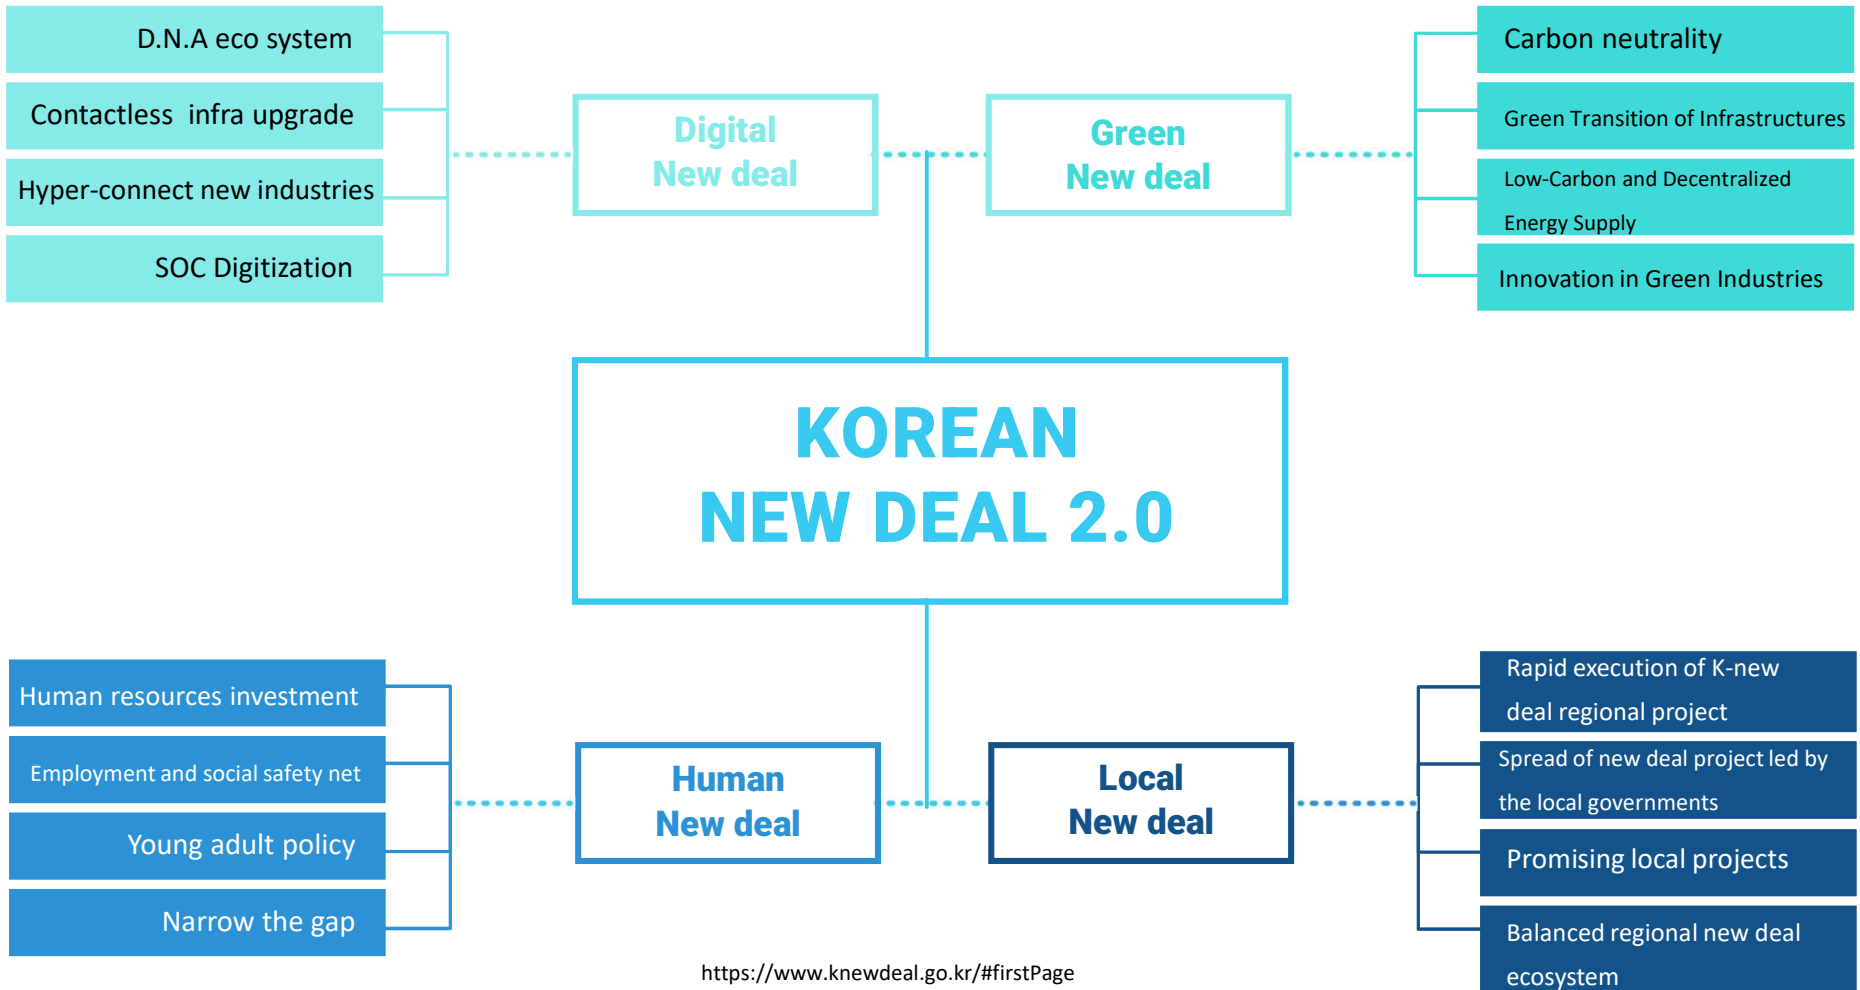 D.N.A eco system
Contactless infra upgrade
Hyper-connect new industries
SOC Digitization
Digital
New deal
Green
New deal
Carbon neutrality
Green Transition of Infrastructures
Low-Carbon and Decentralized
Energy Supply
Innovation in Green Industries
KOREAN
NEW DEAL 2.0
Human resources investment
Employment and social safety net
Young adult policy
Narrow the gap
Human
New deal
Local
New deal
Rapid execution of K-new
deal regional project
Spread of new deal project led by
the local governments
Promising local projects
Balanced regional new deal
ecosystem
https://www.knewdeal.go.kr/#firstPage